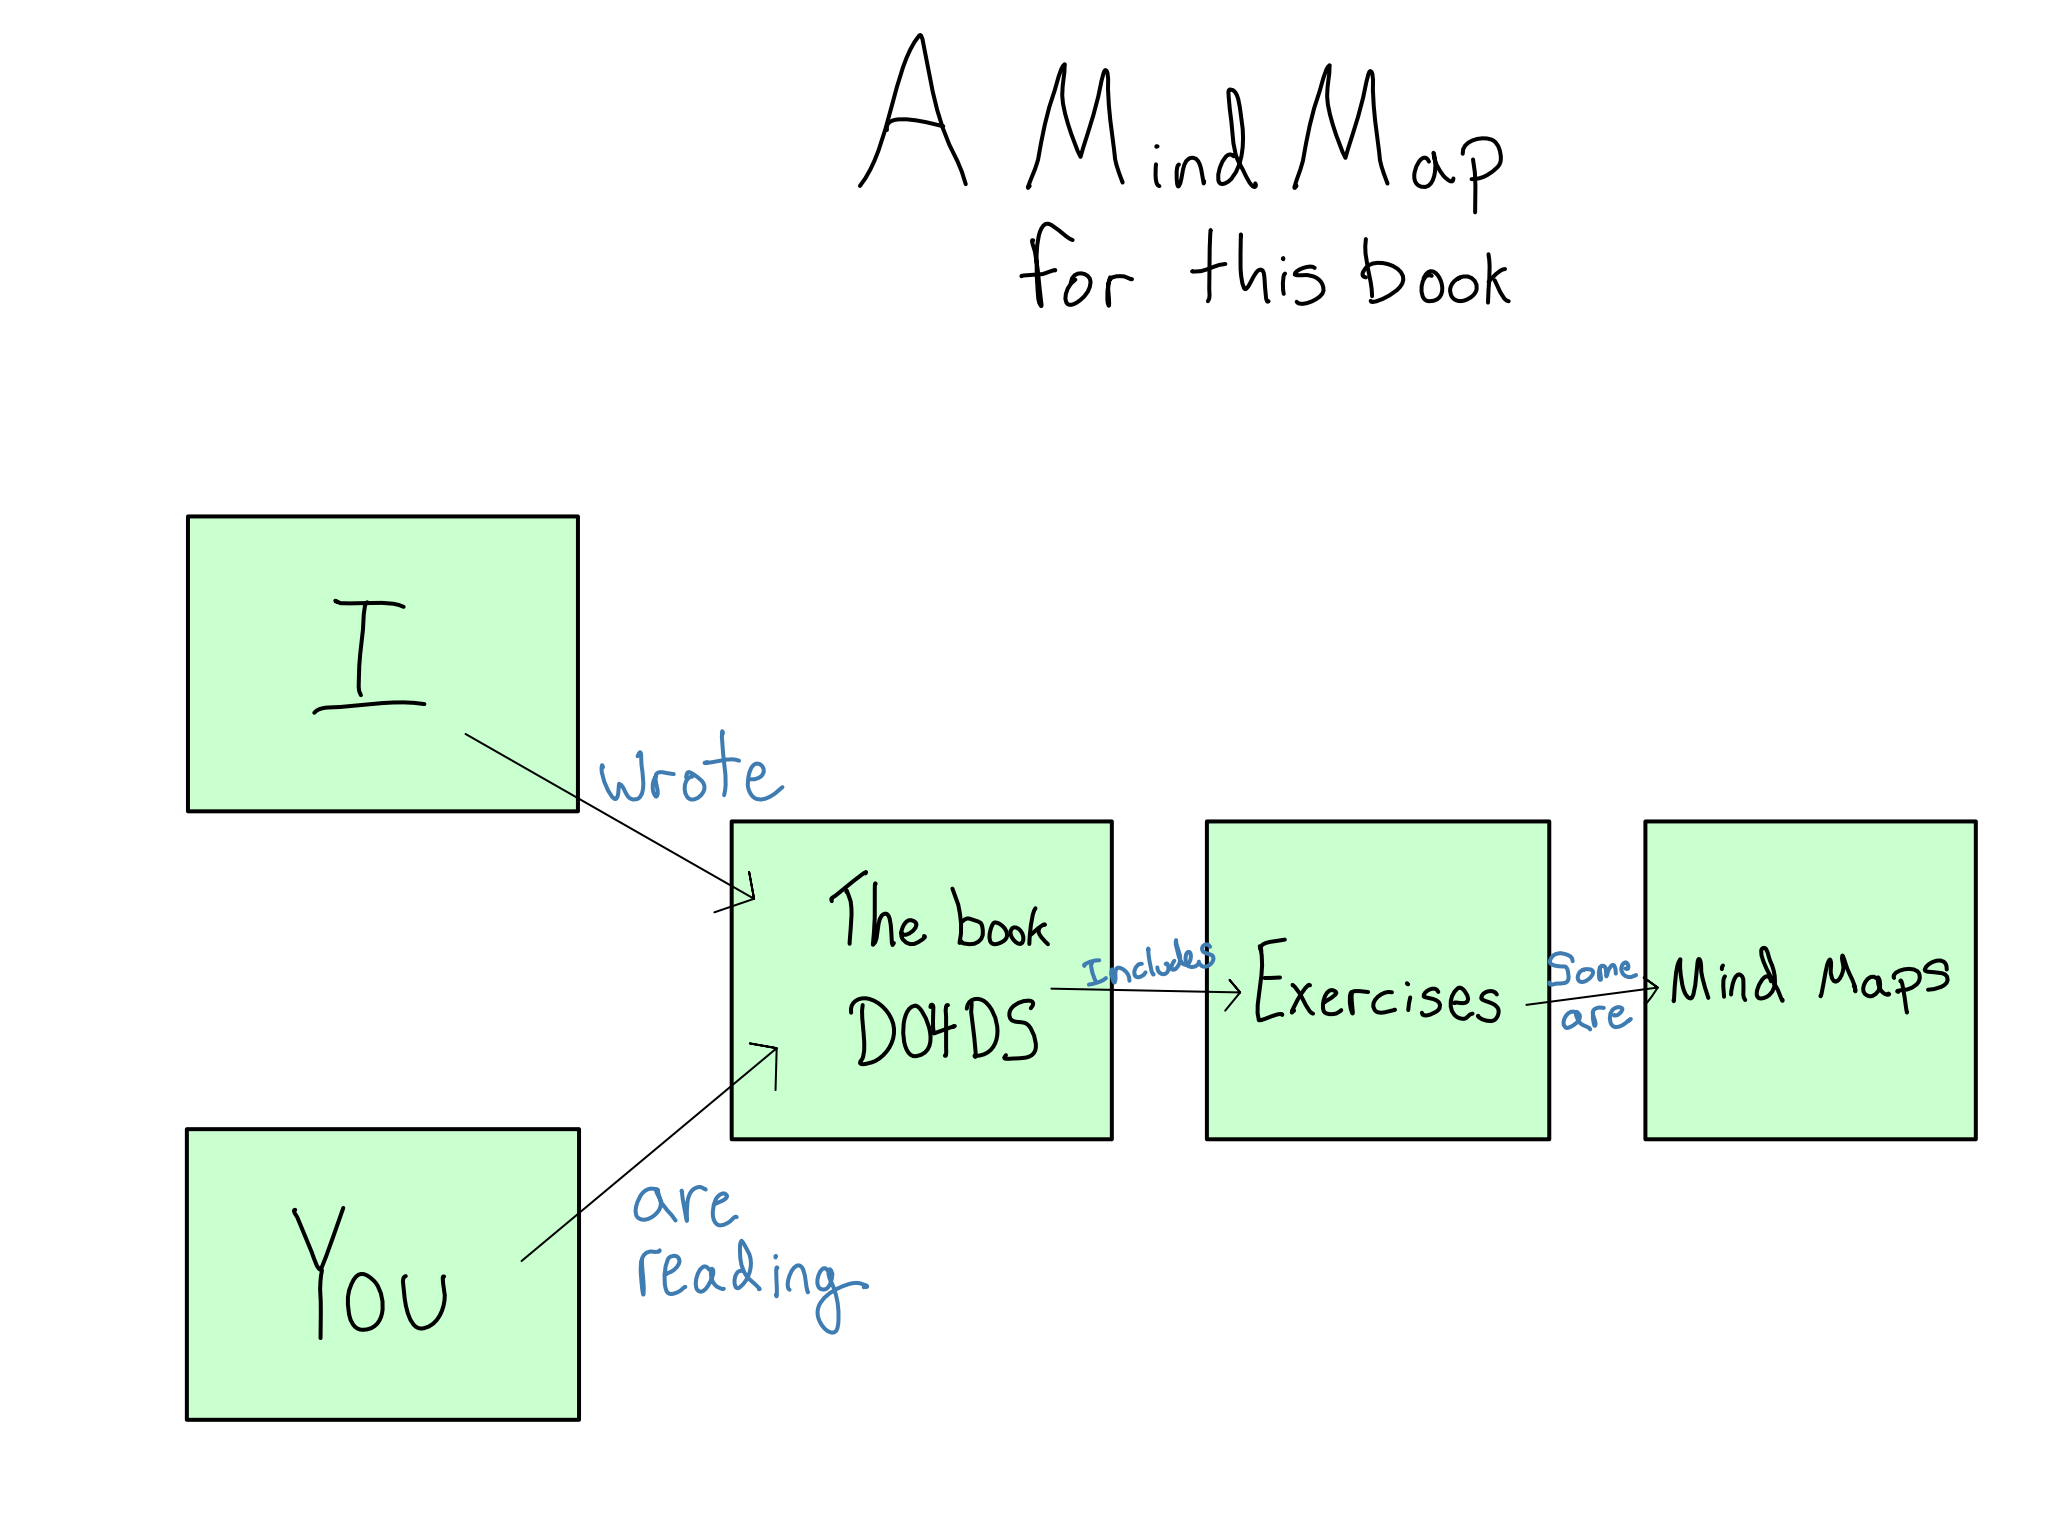 A Mind Map
for this book
I
wrote
The book
DO4DS
Includes
Exercises
Some
are
Mind Maps
You
are
reading